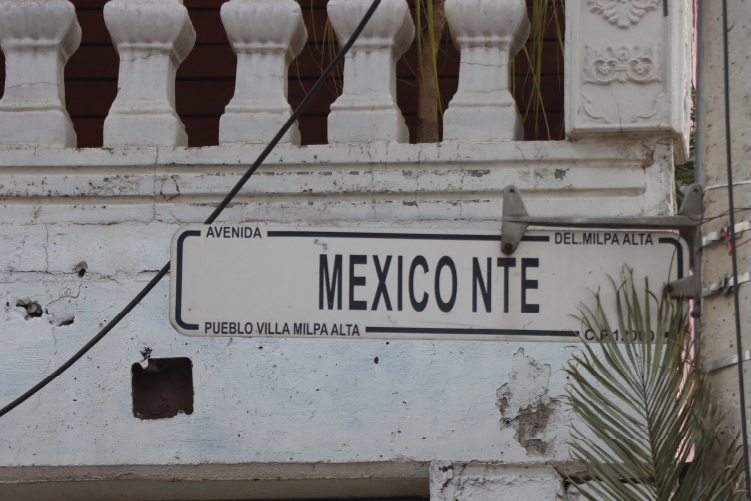 AVENIDA
DEL.MILPA ALTA
MEXICO NTE
PUEBLO VILLA MILPA ALTA
C.P.